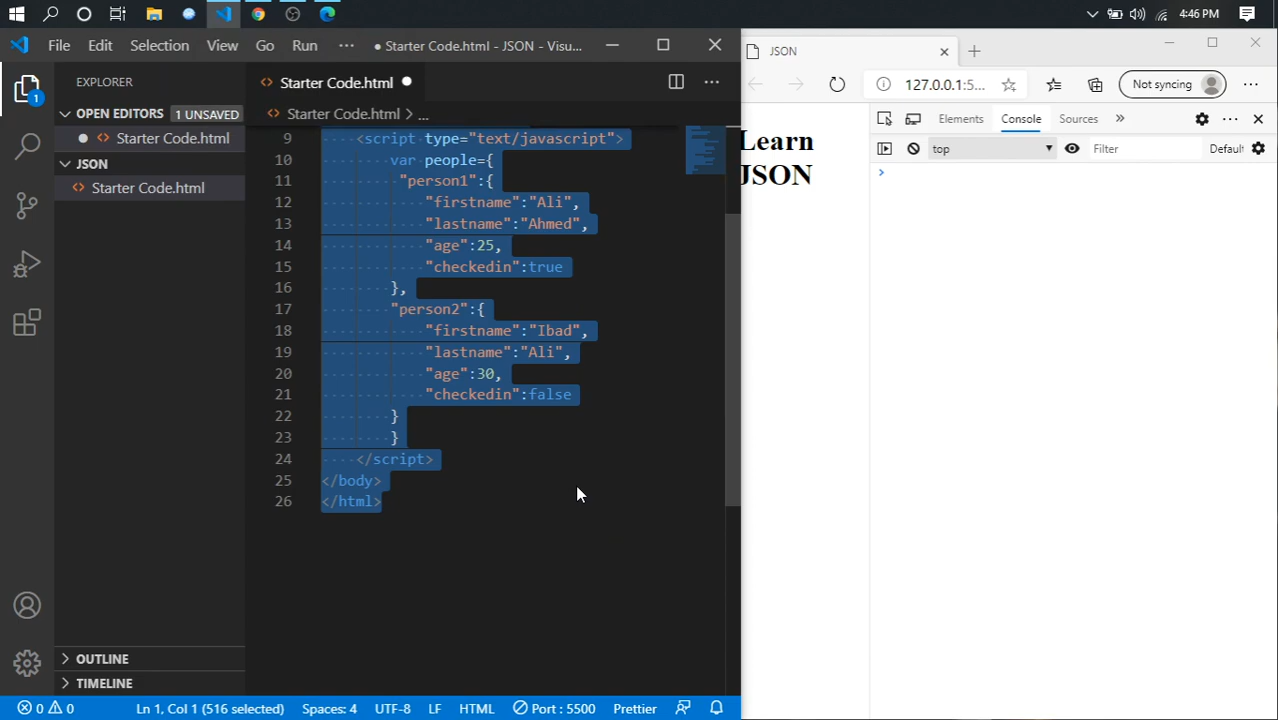 4:46 PM
File Edit Selection View Go Run ··· ● Starter Code.html - JSON - Visu...
EXPLORER
OPEN EDITORS 1 UNSAVED
Starter Code.html
JSON
Starter Code.html
OUTLINE
TIMELINE
1
Starter Code.html
Starter Code.html > ...
9 <script type="text/javascript">
10 var people={
11 "person1":{
12 "firstname":"Ali",
13 "lastname":"Ahmed",
14 "age":25,
15 "checkedin":true
16 },
17 "person2":{
18 "firstname":"Ibad",
19 "lastname":"Ali",
20 "age":30,
21 "checkedin":false
22 }
23 }
24 </script>
25 </body>
26 </html>
0 0 Ln 1, Col 1 (516 selected) Spaces: 4 UTF-8 LF HTML Port : 5500 Prettier
JSON
127.0.0.1:5... Not syncing
Learn
JSON
Elements Console Sources »
top Filter Default